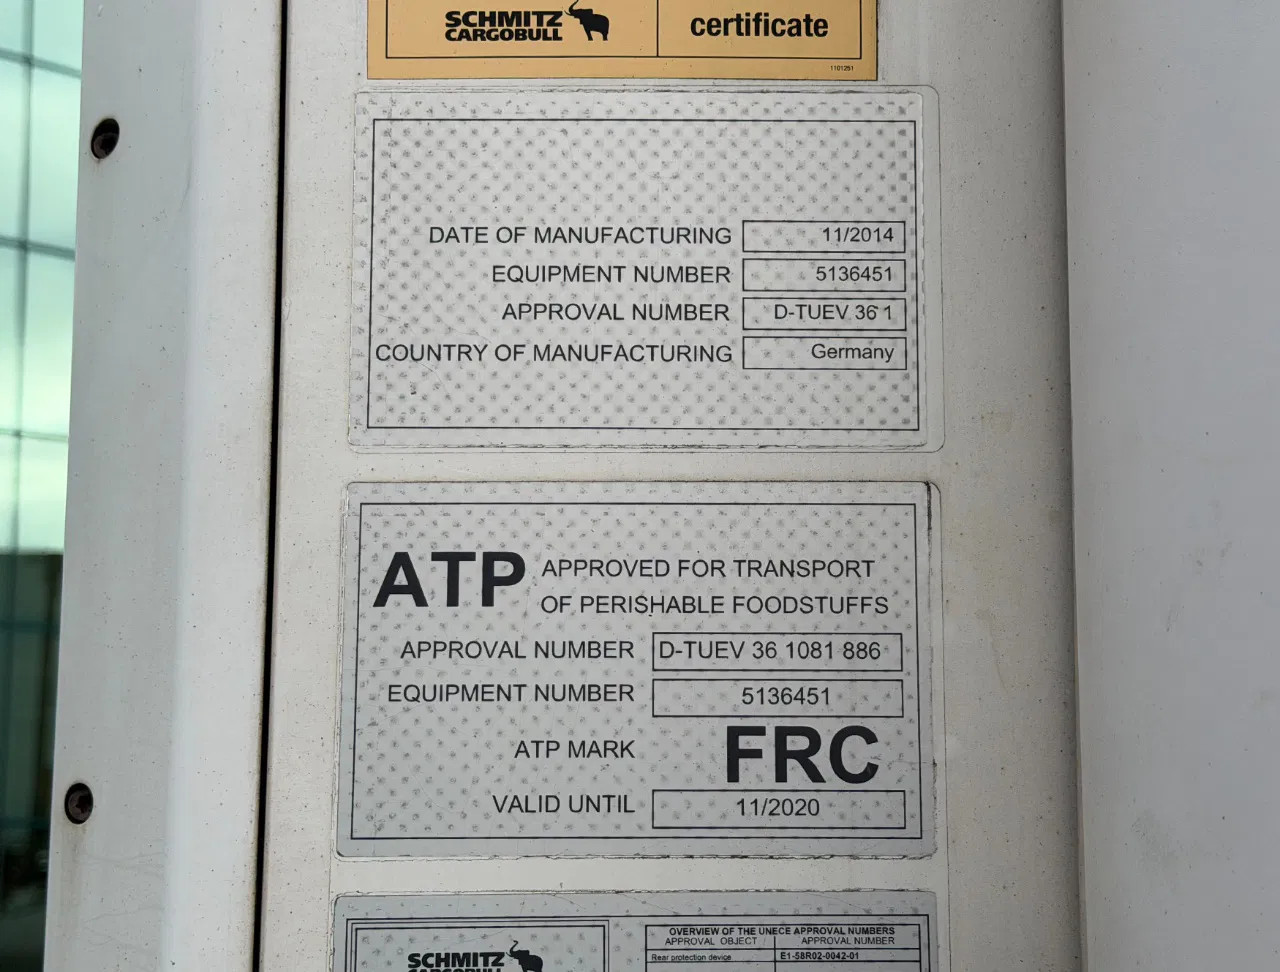 SCHMITZ
CARGOBULL
certificate
1101251
DATE OF MANUFACTURING 11/2014
EQUIPMENT NUMBER 5136451
APPROVAL NUMBER D-TUEV 36 1
COUNTRY OF MANUFACTURING Germany
ATP APPROVED FOR TRANSPORT
OF PERISHABLE FOODSTUFFS
APPROVAL NUMBER D-TUEV 36 1081 886
EQUIPMENT NUMBER 5136451
ATP MARK FRC
VALID UNTIL 11/2020
SCHMITZ
CARGOBULL
OVERVIEW OF THE UNECE APPROVAL NUMBERS
APPROVAL OBJECT APPROVAL NUMBER
Rear protection device E1-58R02-0042-01